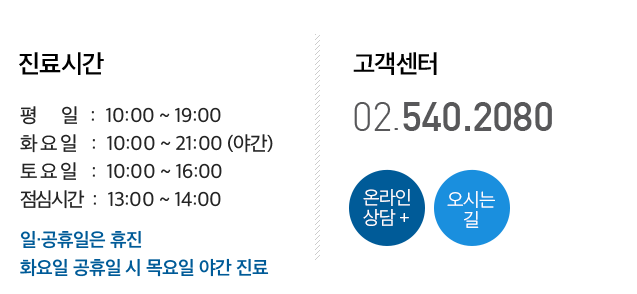 진료시간
평 일 : 10:00 ~ 19:00
화요일 : 10:00 ~ 21:00 (야간)
토요일 : 10:00 ~ 16:00
점심시간 : 13:00 ~ 14:00
일·공휴일은 휴진
화요일 공휴일 시 목요일 야간 진료
고객센터
02.540.2080
온라인
상담 +
오시는
길